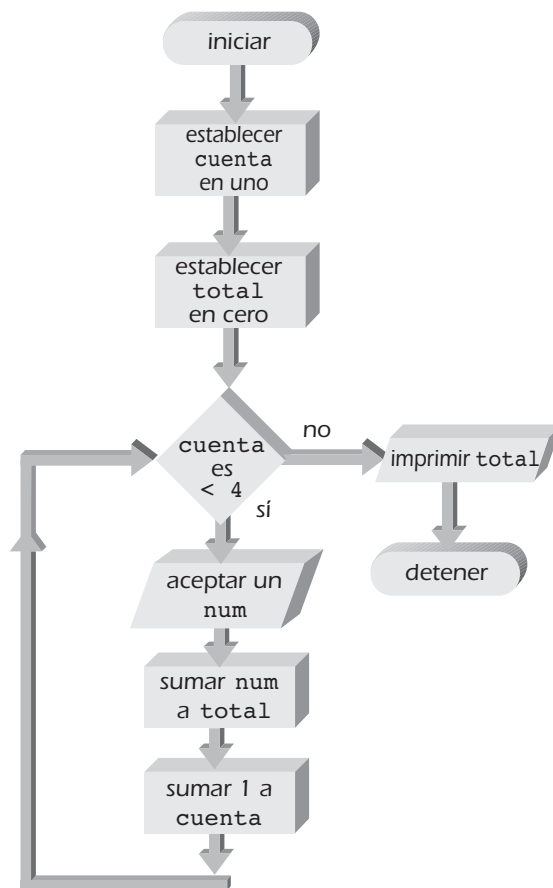 iniciar
establecer
cuenta
en uno
establecer
total
en cero
cuenta
es
< 4
no
imprimir total
detener
sí
aceptar un
num
sumar num
a total
sumar 1 a
cuenta